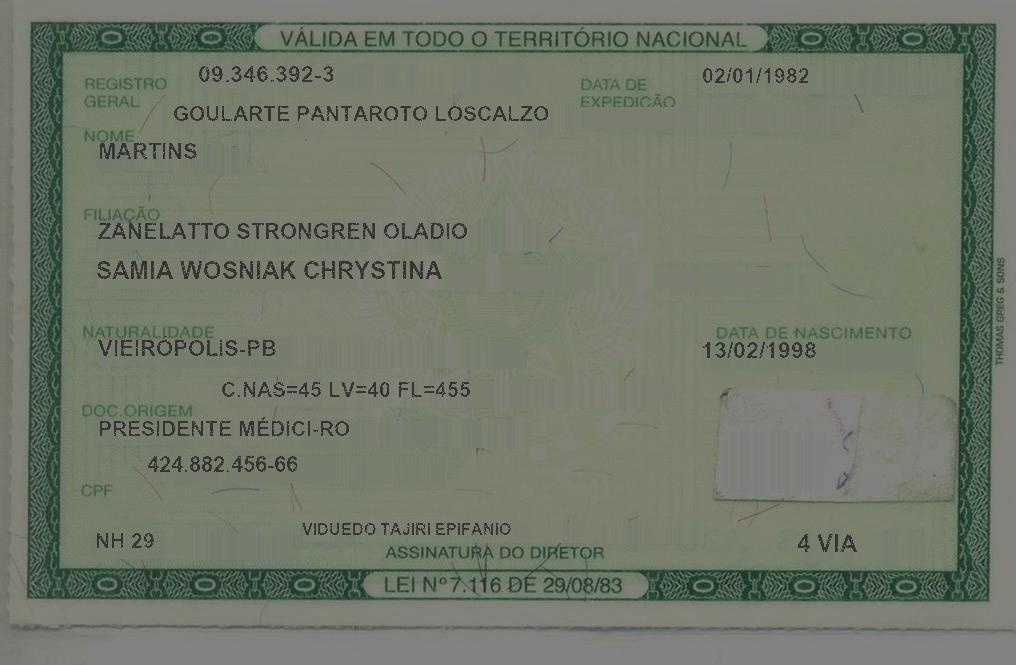 VÁLIDA EM TODO O TERRITÓRIO NACIONAL
REGISTRO GERAL 09.346.392-3 DATA DE EXPEDIÇÃO 02/01/1982
GOULARTE PANTAROTO LOSCALZO
NOME
MARTINS
FILIAÇÃO
ZANELATTO STRONGREN OLADIO
SAMIA WOSNIAK CHRYSTINA
NATURALIDADE DATA DE NASCIMENTO
VIEIRÓPOLIS-PB 13/02/1998
C.NAS=45 LV=40 FL=455
DOC.ORIGEM
PRESIDENTE MÉDICI-RO
424.882.456-66
CPF
NH 29 VIDUEDO TAJIRI EPIFANIO 4 VIA
ASSINATURA DO DIRETOR
LEI Nº 7.116 DE 29/08/83
THOMAS GREG & SONS